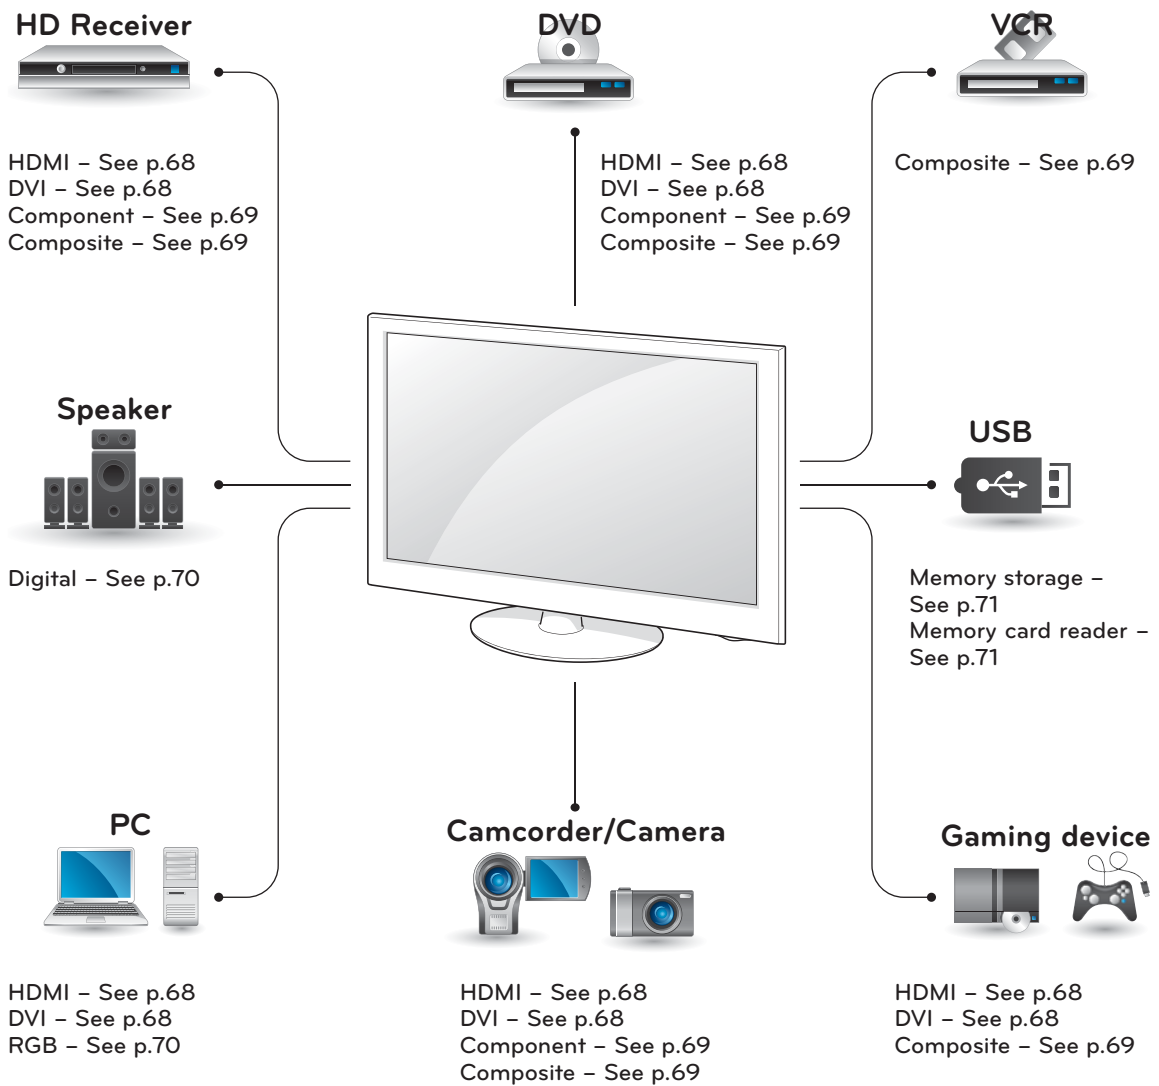 HD Receiver
HDMI – See p.68
DVI – See p.68
Component – See p.69
Composite – See p.69
DVD
HDMI – See p.68
DVI – See p.68
Component – See p.69
Composite – See p.69
VCR
Composite – See p.69
Speaker
Digital – See p.70
USB
Memory storage –
See p.71
Memory card reader –
See p.71
PC
HDMI – See p.68
DVI – See p.68
RGB – See p.70
Camcorder/Camera
HDMI – See p.68
DVI – See p.68
Component – See p.69
Composite – See p.69
Gaming device
HDMI – See p.68
DVI – See p.68
Composite – See p.69